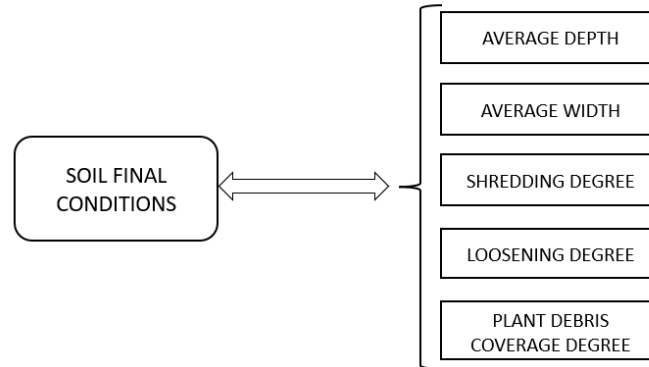 SOIL FINAL
CONDITIONS
AVERAGE DEPTH
AVERAGE WIDTH
SHREDDING DEGREE
LOOSENING DEGREE
PLANT DEBRIS
COVERAGE DEGREE